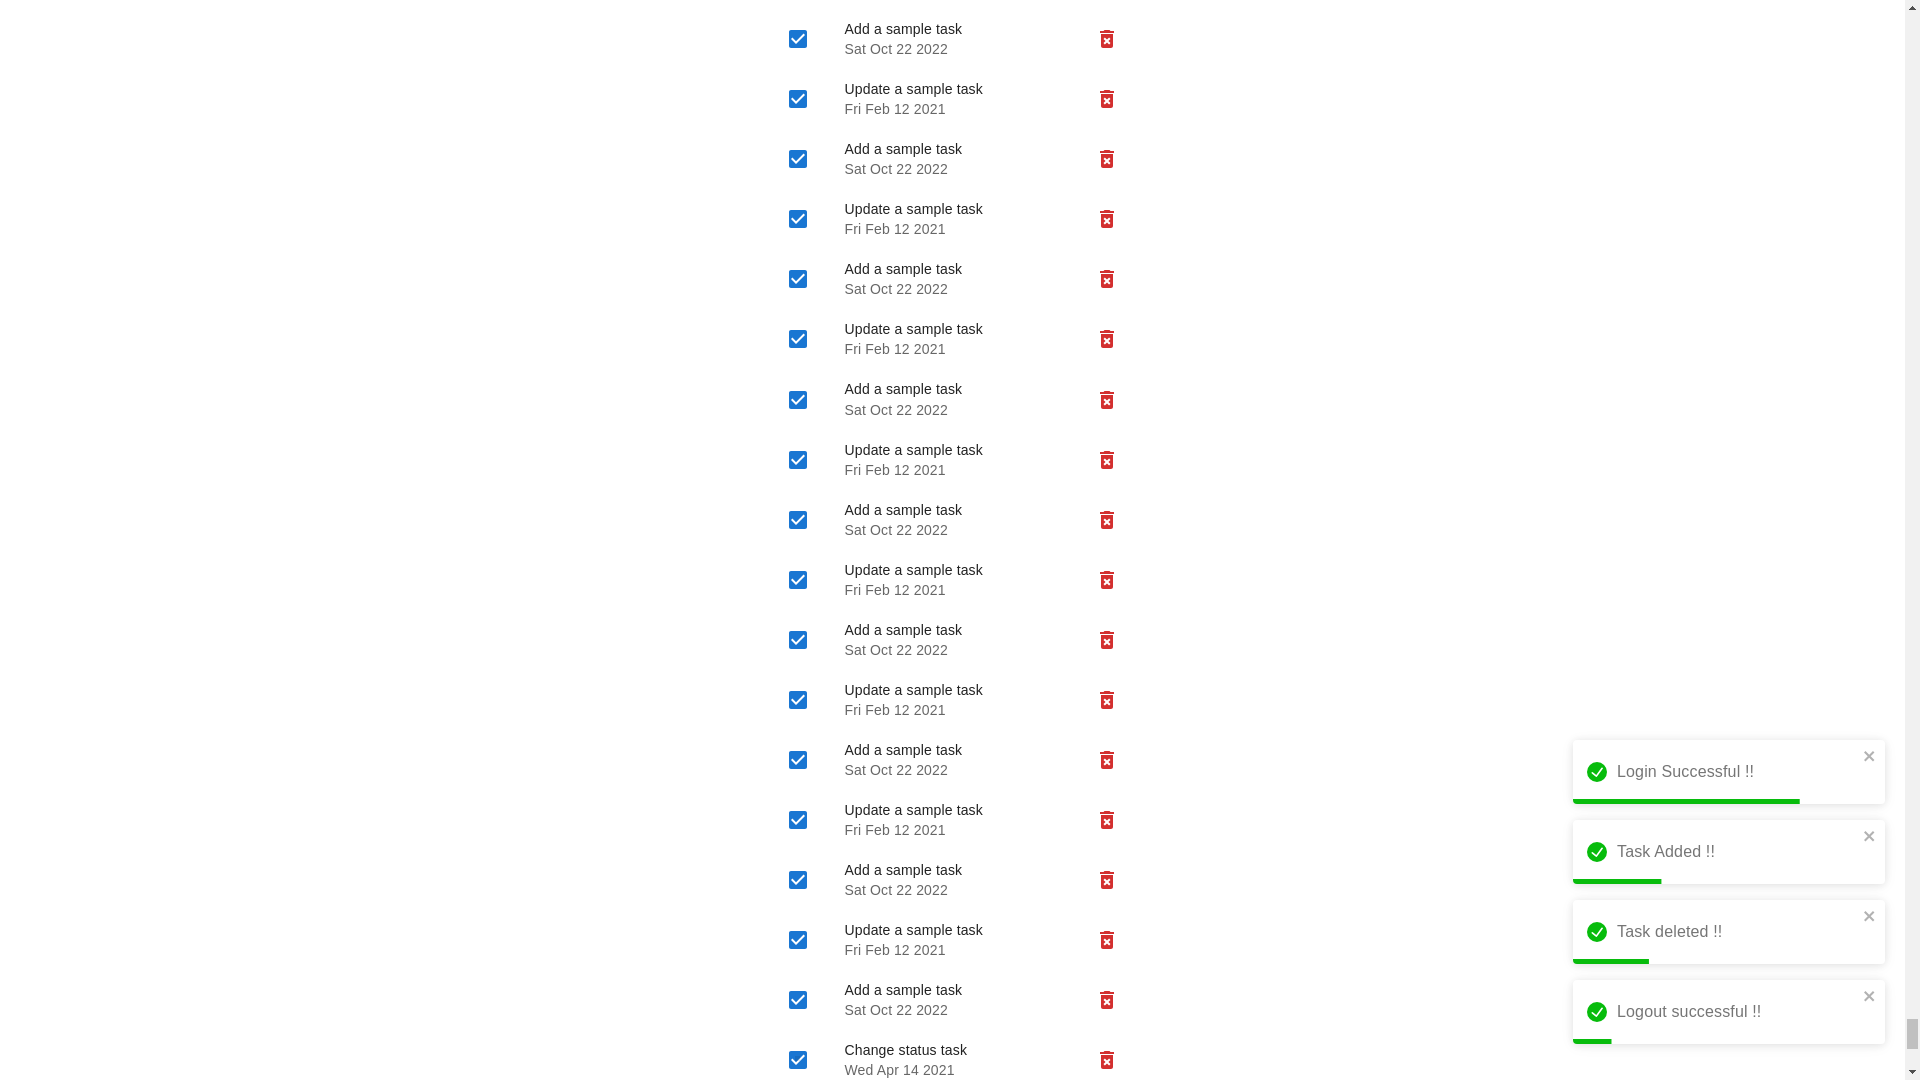 Add a sample task
Sat Oct 22 2022
Update a sample task
Fri Feb 12 2021
Add a sample task
Sat Oct 22 2022
Update a sample task
Fri Feb 12 2021
Add a sample task
Sat Oct 22 2022
Update a sample task
Fri Feb 12 2021
Add a sample task
Sat Oct 22 2022
Update a sample task
Fri Feb 12 2021
Add a sample task
Sat Oct 22 2022
Update a sample task
Fri Feb 12 2021
Add a sample task
Sat Oct 22 2022
Update a sample task
Fri Feb 12 2021
Add a sample task
Sat Oct 22 2022
Update a sample task
Fri Feb 12 2021
Add a sample task
Sat Oct 22 2022
Update a sample task
Fri Feb 12 2021
Add a sample task
Sat Oct 22 2022
Change status task
Wed Apr 14 2021
Login Successful !!
Task Added !!
Task deleted !!
Logout successful !!